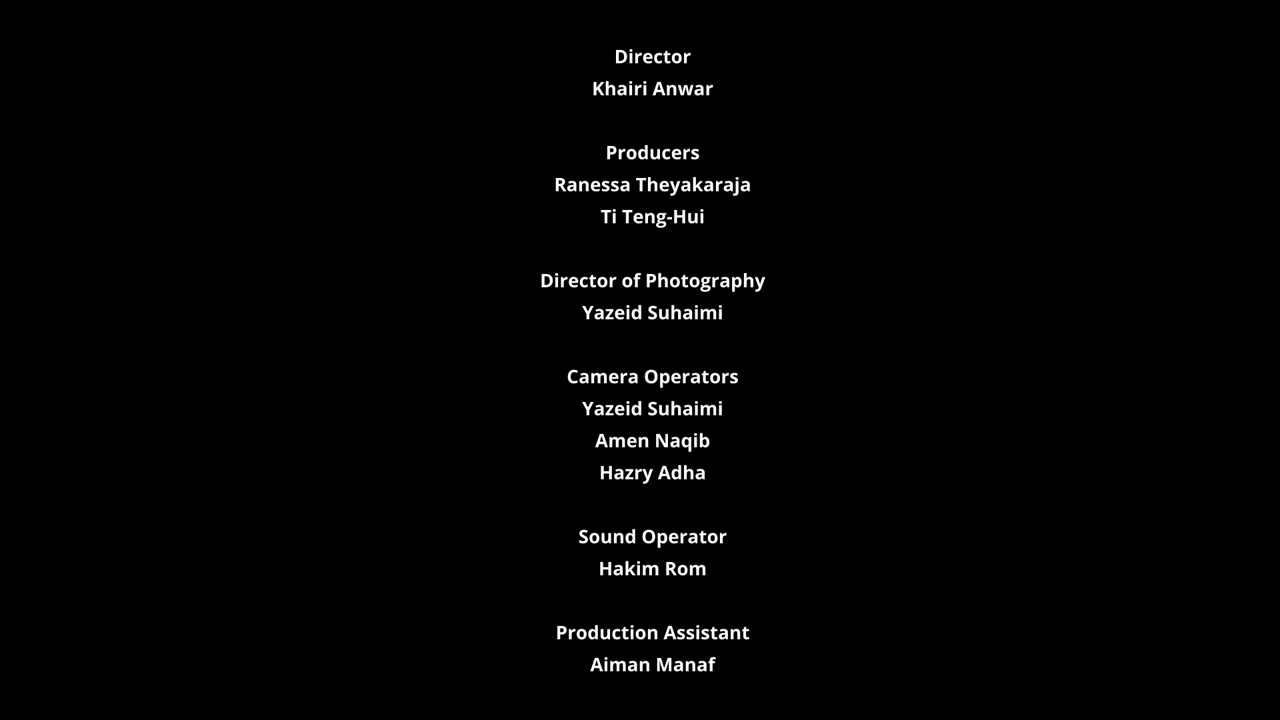 Director
Khairi Anwar
Producers
Ranessa Theyakaraja
Ti Teng-Hui
Director of Photography
Yazeid Suhaimi
Camera Operators
Yazeid Suhaimi
Amen Naqib
Hazry Adha
Sound Operator
Hakim Rom
Production Assistant
Aiman Manaf